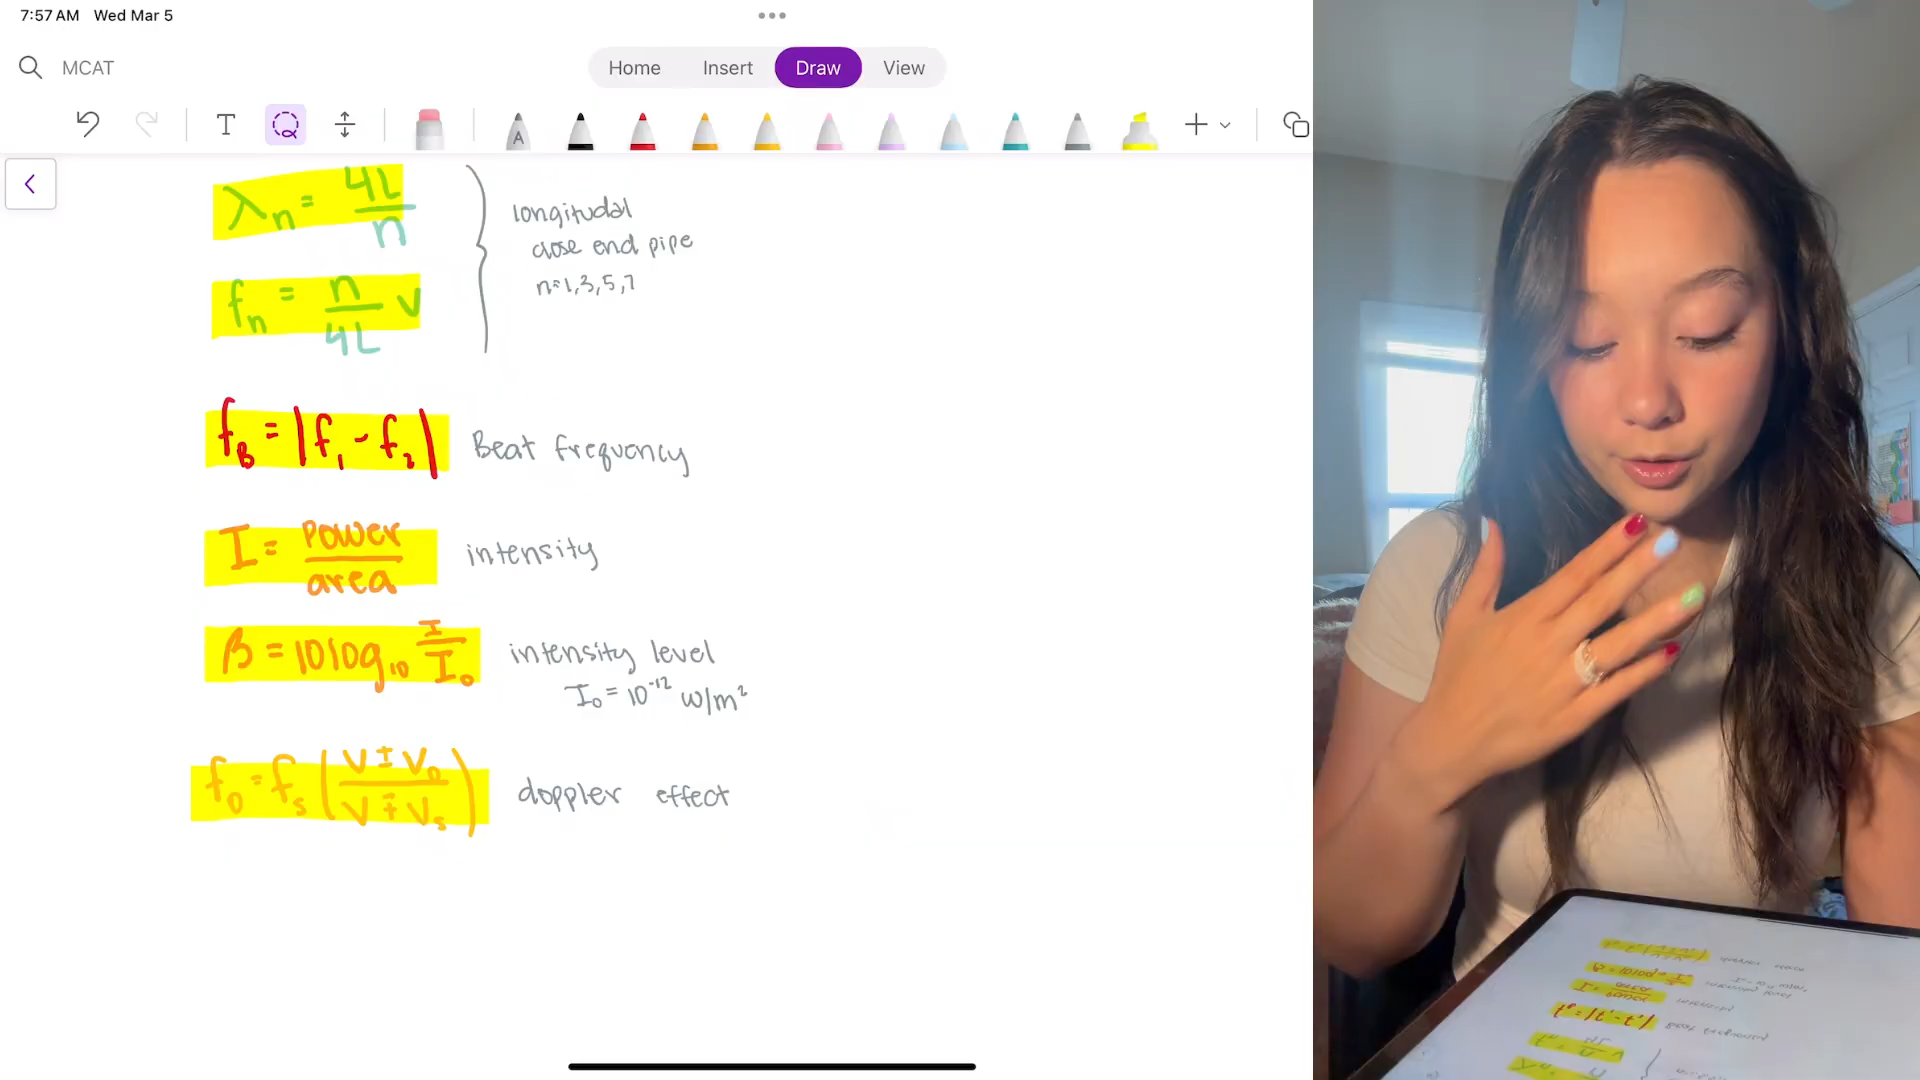 7:57 AM Wed Mar 5
MCAT
Home Insert Draw View
T
A
λn = 4L/n
longitudal
close end pipe
n=1,3,5,7
fn = n/4L v
fB = |f1 - f2| Beat frequency
I = power/area intensity
β = 10log10 I/I0 intensity level
I0 = 10^-12 w/m²
fo = fs (v ± vo / v ∓ vs) doppler effect